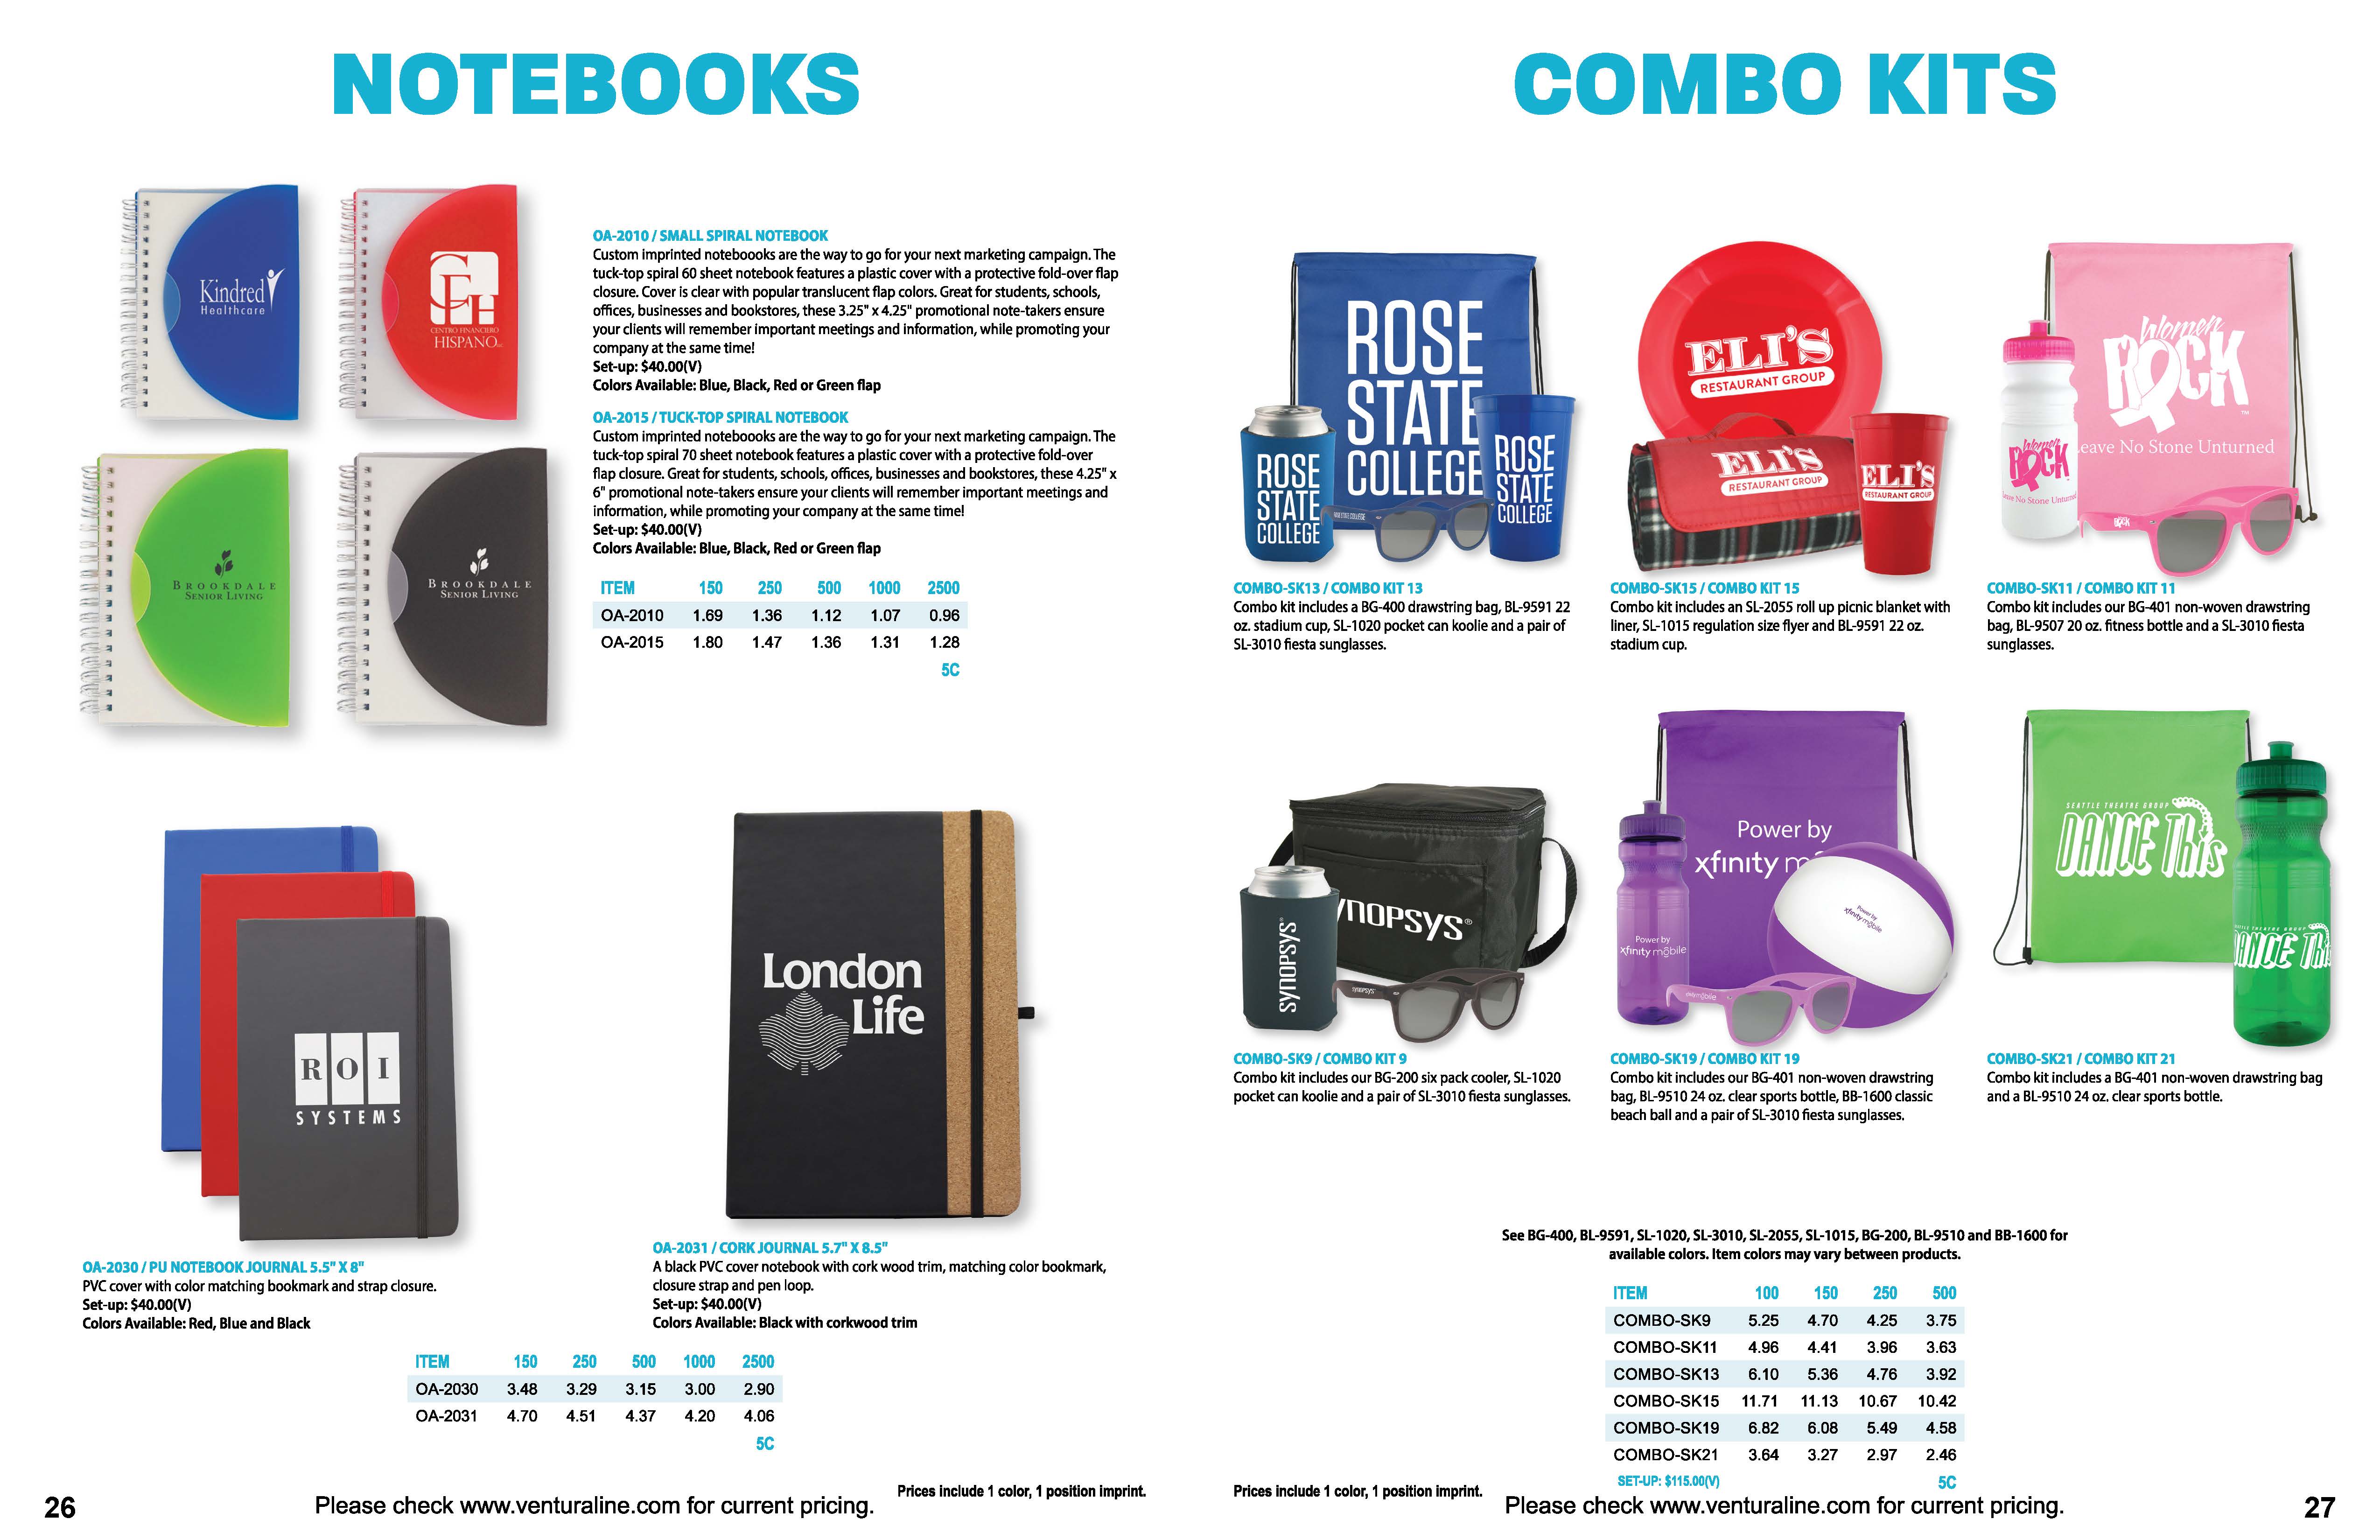 NOTEBOOKS
Kindred
Healthcare
CENTRO FINANCIERO
HISPANO
BROOKDALE
SENIOR LIVING
BROOKDALE
SENIOR LIVING
OA-2010 / SMALL SPIRAL NOTEBOOK
Custom imprinted noteboooks are the way to go for your next marketing campaign. The
tuck-top spiral 60 sheet notebook features a plastic cover with a protective fold-over flap
closure. Cover is clear with popular translucent flap colors. Great for students, schools,
offices, businesses and bookstores, these 3.25" x 4.25" promotional note-takers ensure
your clients will remember important meetings and information, while promoting your
company at the same time!
Set-up: $40.00(V)
Colors Available: Blue, Black, Red or Green flap
OA-2015 / TUCK-TOP SPIRAL NOTEBOOK
Custom imprinted noteboooks are the way to go for your next marketing campaign. The
tuck-top spiral 70 sheet notebook features a plastic cover with a protective fold-over
flap closure. Great for students, schools, offices, businesses and bookstores, these 4.25" x
6" promotional note-takers ensure your clients will remember important meetings and
information, while promoting your company at the same time!
Set-up: $40.00(V)
Colors Available: Blue, Black, Red or Green flap
ITEM 150 250 500 1000 2500
OA-2010 1.69 1.36 1.12 1.07 0.96
OA-2015 1.80 1.47 1.36 1.31 1.28
5C
ROI
SYSTEMS
London
Life
OA-2030 / PU NOTEBOOK JOURNAL 5.5" X 8"
PVC cover with color matching bookmark and strap closure.
Set-up: $40.00(V)
Colors Available: Red, Blue and Black
OA-2031 / CORK JOURNAL 5.7" X 8.5"
A black PVC cover notebook with cork wood trim, matching color bookmark,
closure strap and pen loop.
Set-up: $40.00(V)
Colors Available: Black with corkwood trim
ITEM 150 250 500 1000 2500
OA-2030 3.48 3.29 3.15 3.00 2.90
OA-2031 4.70 4.51 4.37 4.20 4.06
5C
Prices include 1 color, 1 position imprint.
26
Please check www.venturaline.com for current pricing.
COMBO KITS
ROSE
STATE
COLLEGE
ROSE
STATE
COLLEGE
ROSE
STATE
COLLEGE
ROSE STATE COLLEGE
ELI'S
RESTAURANT GROUP
ELI'S
RESTAURANT GROUP
ELI'S
RESTAURANT GROUP
Women
ROCK
™
eave No Stone Unturned
Women
ROCK
Leave No Stone Unturned
ROCK
COMBO-SK13 / COMBO KIT 13
Combo kit includes a BG-400 drawstring bag, BL-9591 22
oz. stadium cup, SL-1020 pocket can koolie and a pair of
SL-3010 fiesta sunglasses.
COMBO-SK15 / COMBO KIT 15
Combo kit includes an SL-2055 roll up picnic blanket with
liner, SL-1015 regulation size flyer and BL-9591 22 oz.
stadium cup.
COMBO-SK11 / COMBO KIT 11
Combo kit includes our BG-401 non-woven drawstring
bag, BL-9507 20 oz. fitness bottle and a SL-3010 fiesta
sunglasses.
SYNOPSYS®
YNOPSYS®
SYNOPSYS
Power by
xfinity m
Power by
xfinity mobile
Power by
xfinity mobile
xfinity mobile
SEATTLE THEATRE GROUP
DANCE This
SEATTLE THEATRE GROUP
DANCE Thi
COMBO-SK9 / COMBO KIT 9
Combo kit includes our BG-200 six pack cooler, SL-1020
pocket can koolie and a pair of SL-3010 fiesta sunglasses.
COMBO-SK19 / COMBO KIT 19
Combo kit includes our BG-401 non-woven drawstring
bag, BL-9510 24 oz. clear sports bottle, BB-1600 classic
beach ball and a pair of SL-3010 fiesta sunglasses.
COMBO-SK21 / COMBO KIT 21
Combo kit includes a BG-401 non-woven drawstring bag
and a BL-9510 24 oz. clear sports bottle.
See BG-400, BL-9591, SL-1020, SL-3010, SL-2055, SL-1015, BG-200, BL-9510 and BB-1600 for
available colors. Item colors may vary between products.
ITEM 100 150 250 500
COMBO-SK9 5.25 4.70 4.25 3.75
COMBO-SK11 4.96 4.41 3.96 3.63
COMBO-SK13 6.10 5.36 4.76 3.92
COMBO-SK15 11.71 11.13 10.67 10.42
COMBO-SK19 6.82 6.08 5.49 4.58
COMBO-SK21 3.64 3.27 2.97 2.46
SET-UP: $115.00(V) 5C
Prices include 1 color, 1 position imprint.
Please check www.venturaline.com for current pricing.
27